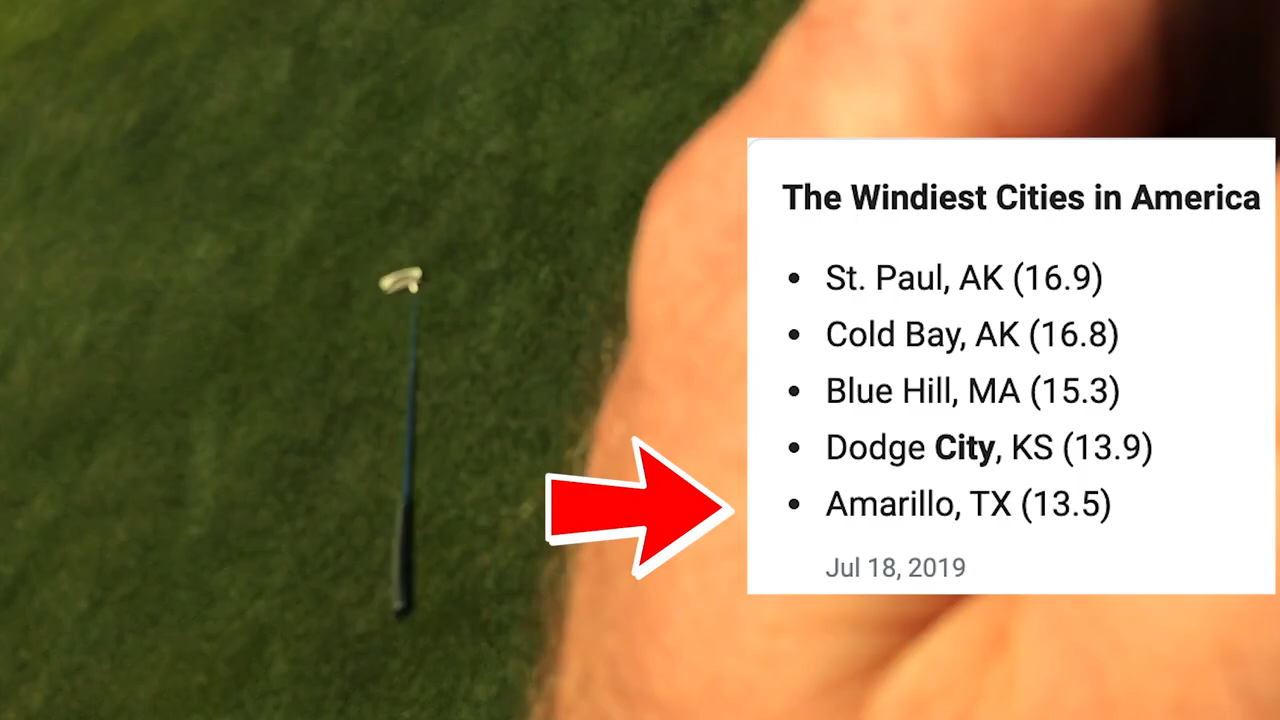 The Windiest Cities in America
• St. Paul, AK (16.9)
• Cold Bay, AK (16.8)
• Blue Hill, MA (15.3)
• Dodge City, KS (13.9)
• Amarillo, TX (13.5)
Jul 18, 2019